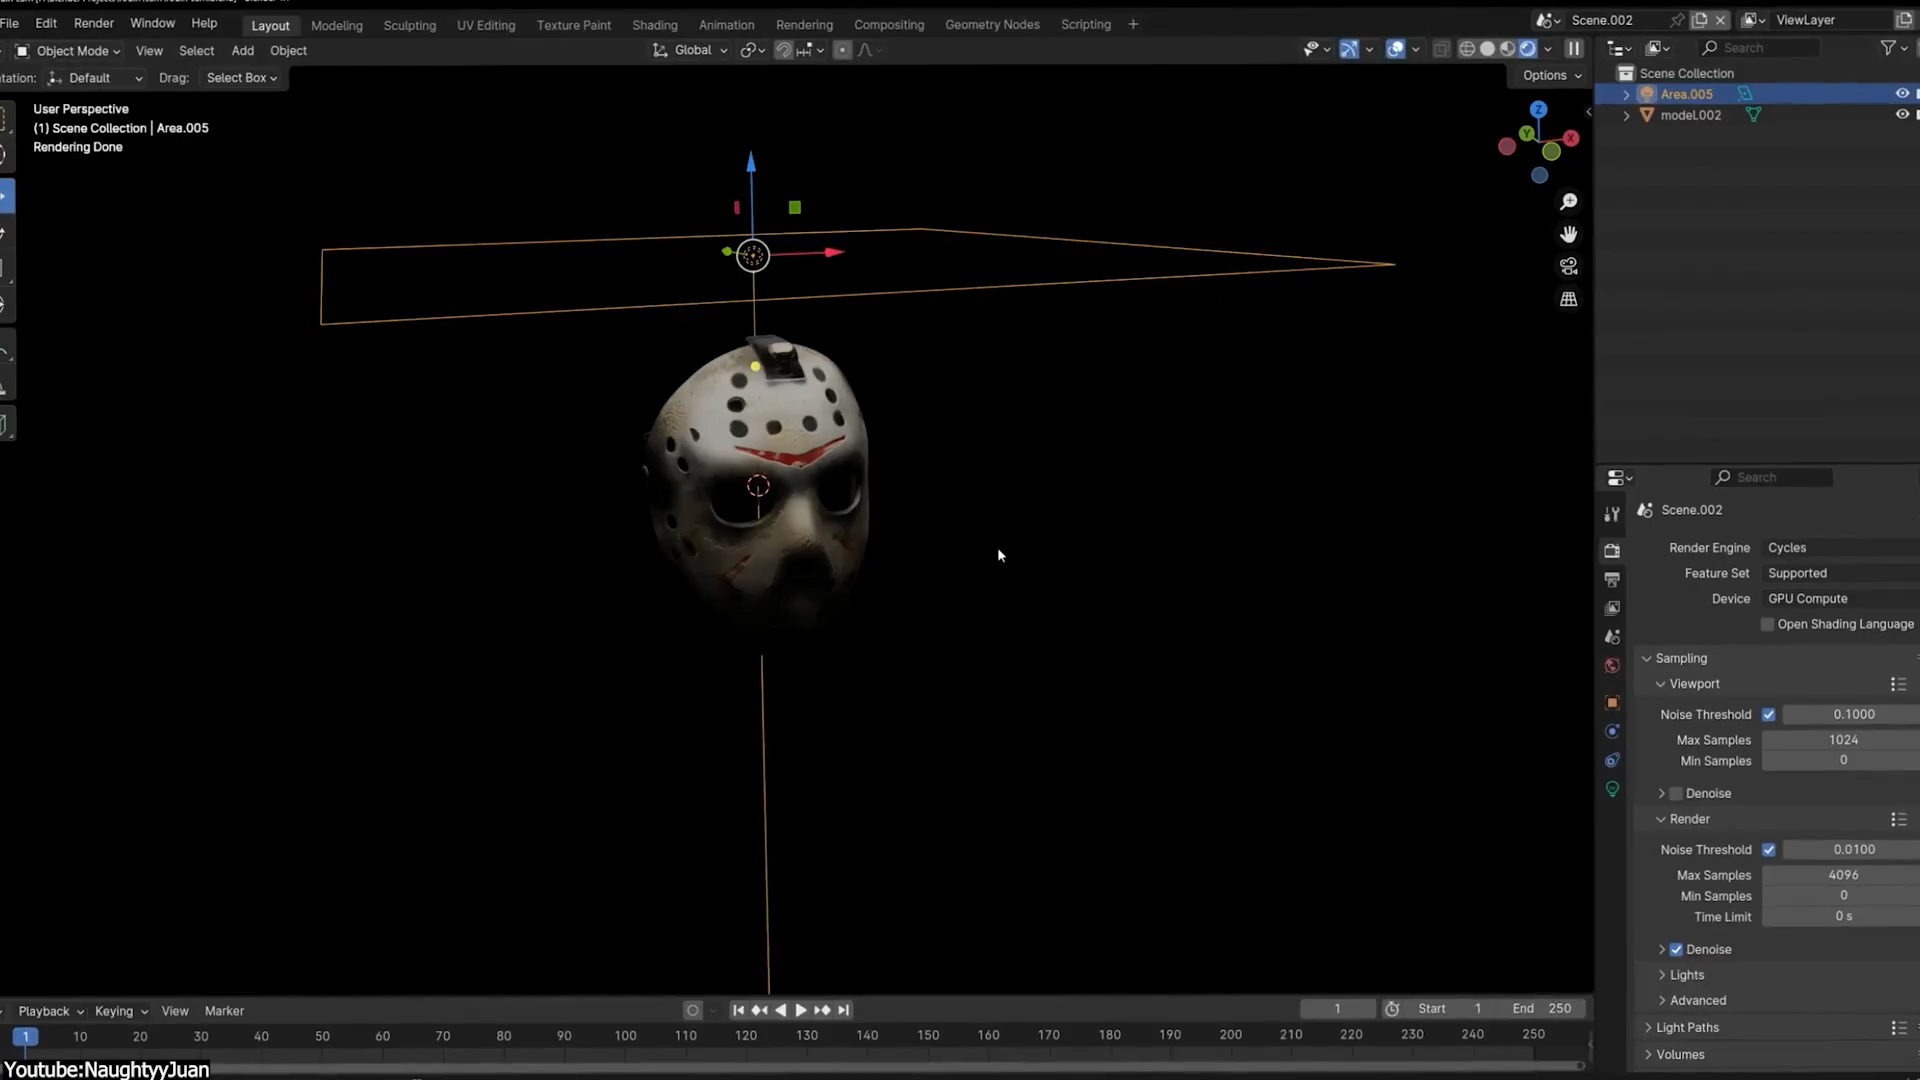 File Edit Render Window Help Layout Modeling Sculpting UV Editing Texture Paint Shading Animation Rendering Compositing Geometry Nodes Scripting + Scene.002 ViewLayer
Object Mode View Select Add Object Global Search
Default Drag: Select Box Options
Scene Collection
Area.005
model.002
User Perspective
(1) Scene Collection | Area.005
Rendering Done
Z
Y
X
Search
Scene.002
Render Engine Cycles
Feature Set Supported
Device GPU Compute
Open Shading Language
Sampling
Viewport
Noise Threshold 0.1000
Max Samples 1024
Min Samples 0
Denoise
Render
Noise Threshold 0.0100
Max Samples 4096
Min Samples 0
Time Limit 0 s
Denoise
Lights
Advanced
Light Paths
Volumes
Playback Keying View Marker 1 Start 1 End 250
1 10 20 30 40 50 60 70 80 90 100 110 120 130 140 150 160 170 180 190 200 210 220 230 240 250
Youtube:NaughtyyJuan